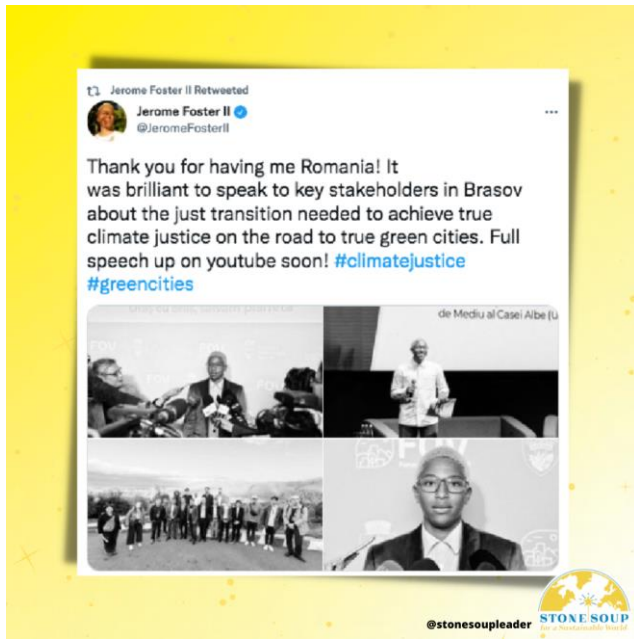 Jerome Foster II Retweeted
Jerome Foster II
@JeromeFosterII
Thank you for having me Romania! It
was brilliant to speak to key stakeholders in Brasov
about the just transition needed to achieve true
climate justice on the road to true green cities. Full
speech up on youtube soon! #climatejustice
#greencities
de Mediu al Casei Albe (U
@stonesoupleader
STONE SOUP
for a Sustainable World